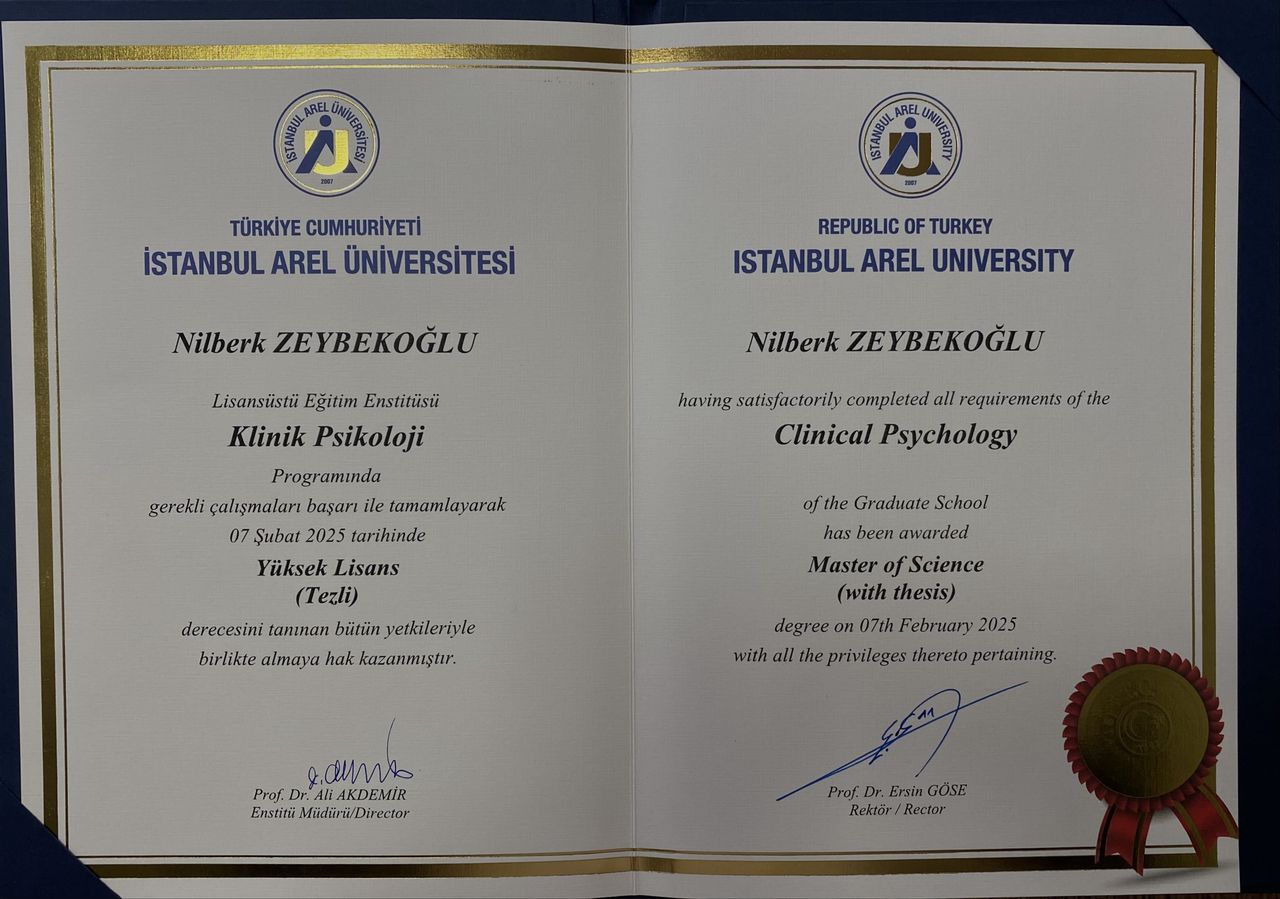 İSTANBUL AREL ÜNİVERSİTESİ
2007
TÜRKİYE CUMHURİYETİ
İSTANBUL AREL ÜNİVERSİTESİ
Nilberk ZEYBEKOĞLU
Lisansüstü Eğitim Enstitüsü
Klinik Psikoloji
Programında
gerekli çalışmaları başarı ile tamamlayarak
07 Şubat 2025 tarihinde
Yüksek Lisans
(Tezli)
derecesini tanınan bütün yetkileriyle
birlikte almaya hak kazanmıştır.
Prof. Dr. Ali AKDEMİR
Enstitü Müdürü/Director
ISTANBUL AREL UNIVERSITY
2007
REPUBLIC OF TURKEY
ISTANBUL AREL UNIVERSITY
Nilberk ZEYBEKOĞLU
having satisfactorily completed all requirements of the
Clinical Psychology
of the Graduate School
has been awarded
Master of Science
(with thesis)
degree on 07th February 2025
with all the privileges thereto pertaining.
Prof. Dr. Ersin GÖSE
Rektör / Rector